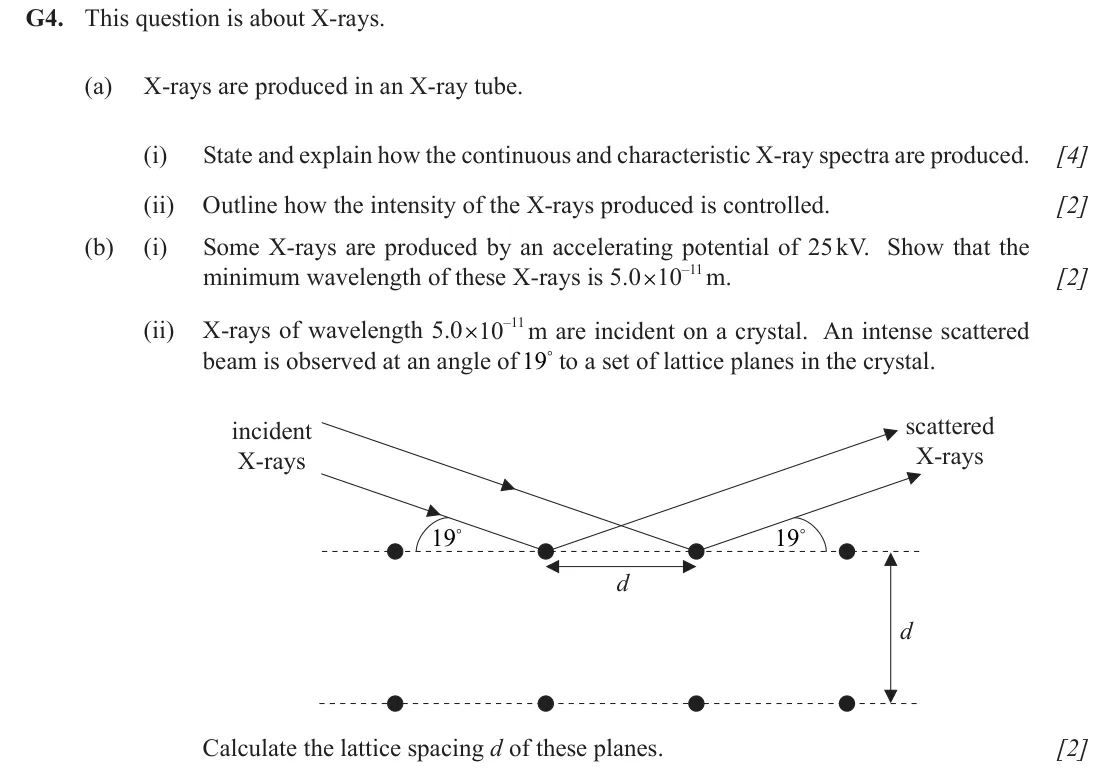 G4. This question is about X-rays.
(a) X-rays are produced in an X-ray tube.
(i) State and explain how the continuous and characteristic X-ray spectra are produced. [4]
(ii) Outline how the intensity of the X-rays produced is controlled. [2]
(b) (i) Some X-rays are produced by an accelerating potential of 25 kV. Show that the
minimum wavelength of these X-rays is 5.0×10⁻¹¹ m. [2]
(ii) X-rays of wavelength 5.0×10⁻¹¹ m are incident on a crystal. An intense scattered
beam is observed at an angle of 19° to a set of lattice planes in the crystal.
incident
X-rays
scattered
X-rays
19°
19°
d
d
Calculate the lattice spacing d of these planes. [2]